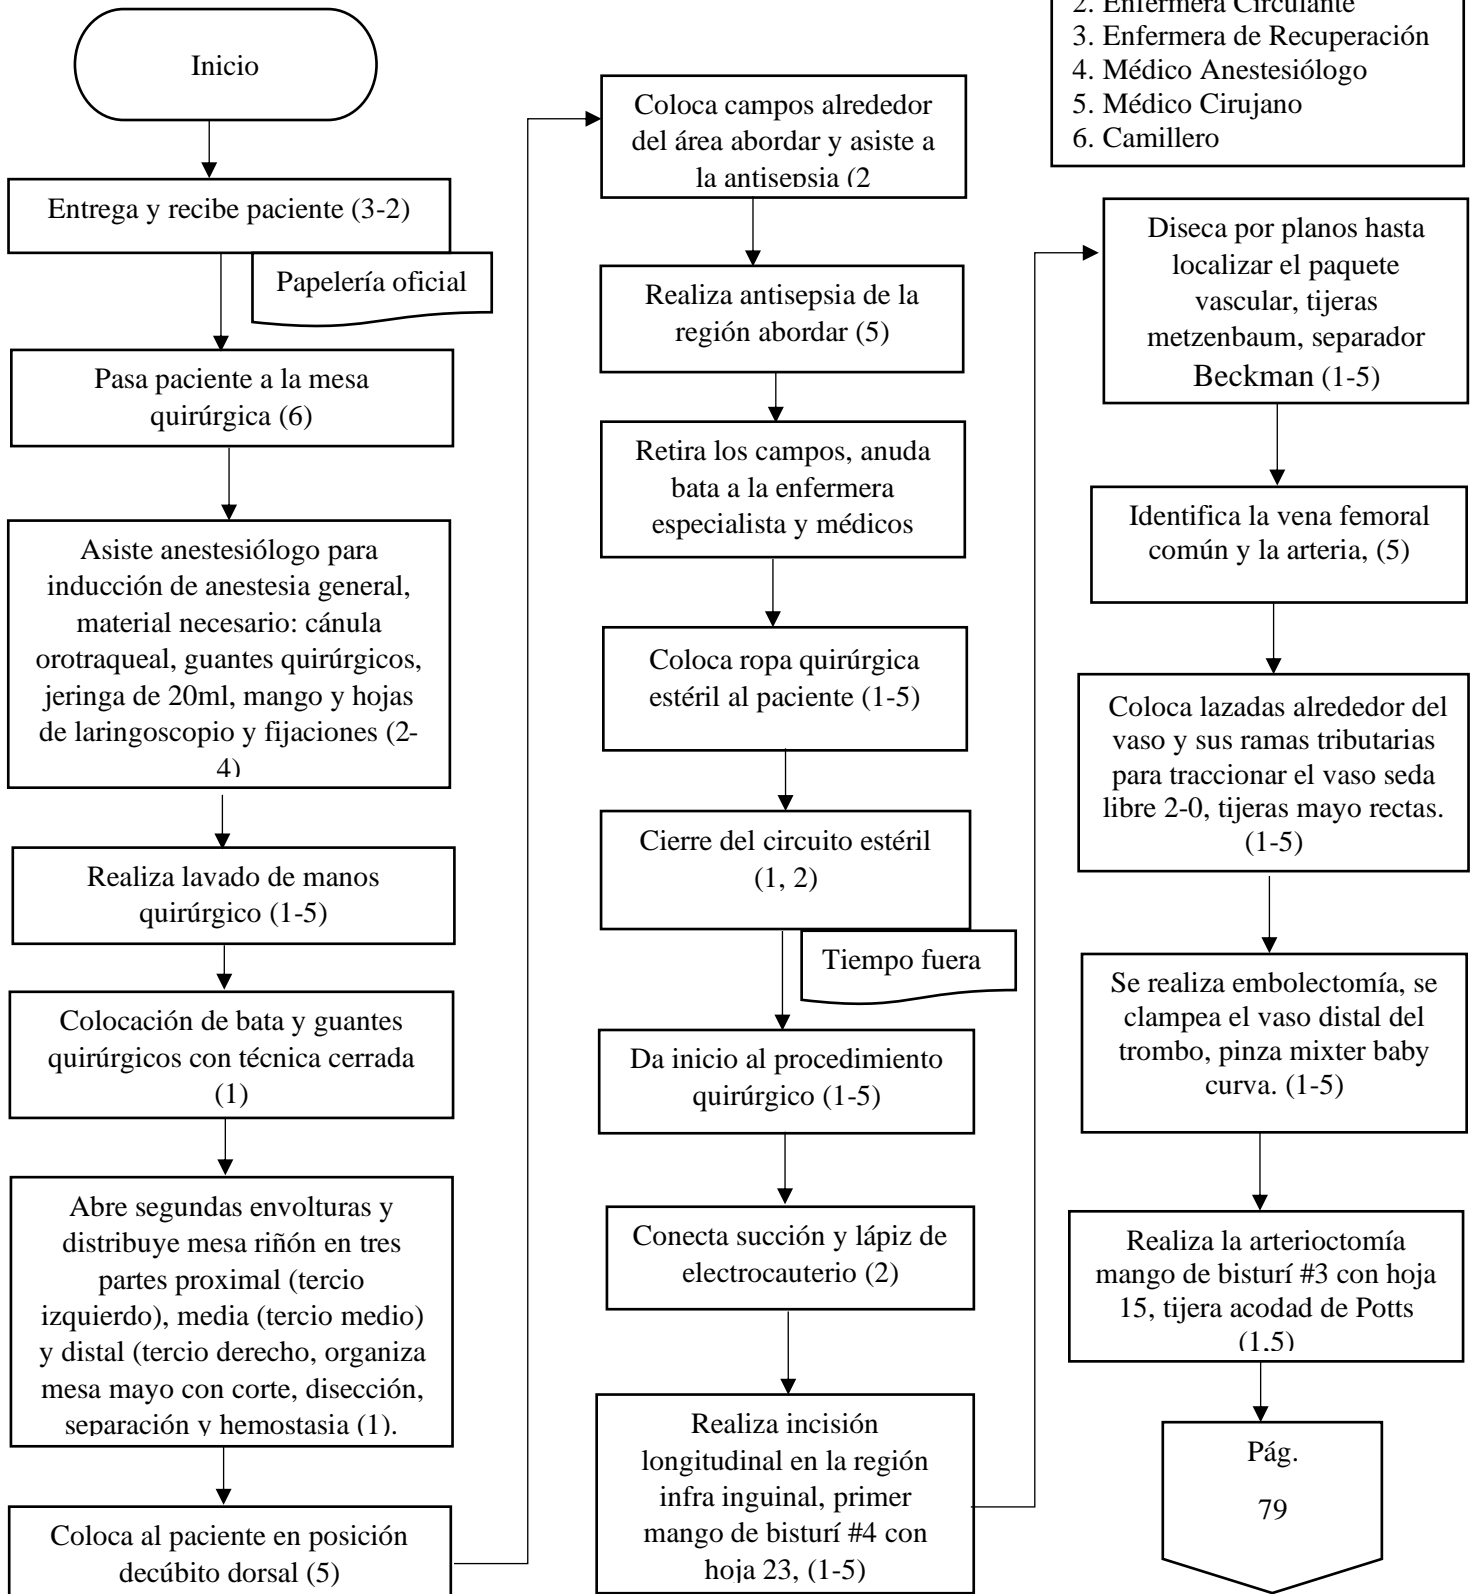 Inicio
Entrega y recibe paciente (3-2)
Papelería oficial
Pasa paciente a la mesa
quirúrgica (6)
Asiste anestesiólogo para
inducción de anestesia general,
material necesario: cánula
orotraqueal, guantes quirúrgicos,
jeringa de 20ml, mango y hojas
de laringoscopio y fijaciones (2-
4)
Realiza lavado de manos
quirúrgico (1-5)
Colocación de bata y guantes
quirúrgicos con técnica cerrada
(1)
Abre segundas envolturas y
distribuye mesa riñón en tres
partes proximal (tercio
izquierdo), media (tercio medio)
y distal (tercio derecho, organiza
mesa mayo con corte, disección,
separación y hemostasia (1).
Coloca al paciente en posición
decúbito dorsal (5)
Coloca campos alrededor
del área abordar y asiste a
la antisepsia (2
Realiza antisepsia de la
región abordar (5)
Retira los campos, anuda
bata a la enfermera
especialista y médicos
Coloca ropa quirúrgica
estéril al paciente (1-5)
Cierre del circuito estéril
(1, 2)
Tiempo fuera
Da inicio al procedimiento
quirúrgico (1-5)
Conecta succión y lápiz de
electrocauterio (2)
Realiza incisión
longitudinal en la región
infra inguinal, primer
mango de bisturí #4 con
hoja 23, (1-5)
2. Enfermera Circulante
3. Enfermera de Recuperación
4. Médico Anestesiólogo
5. Médico Cirujano
6. Camillero
Diseca por planos hasta
localizar el paquete
vascular, tijeras
metzenbaum, separador
Beckman (1-5)
Identifica la vena femoral
común y la arteria, (5)
Coloca lazadas alrededor del
vaso y sus ramas tributarias
para traccionar el vaso seda
libre 2-0, tijeras mayo rectas.
(1-5)
Se realiza embolectomía, se
clampea el vaso distal del
trombo, pinza mixter baby
curva. (1-5)
Realiza la arterioctomía
mango de bisturí #3 con hoja
15, tijera acodad de Potts
(1,5)
Pág.
79